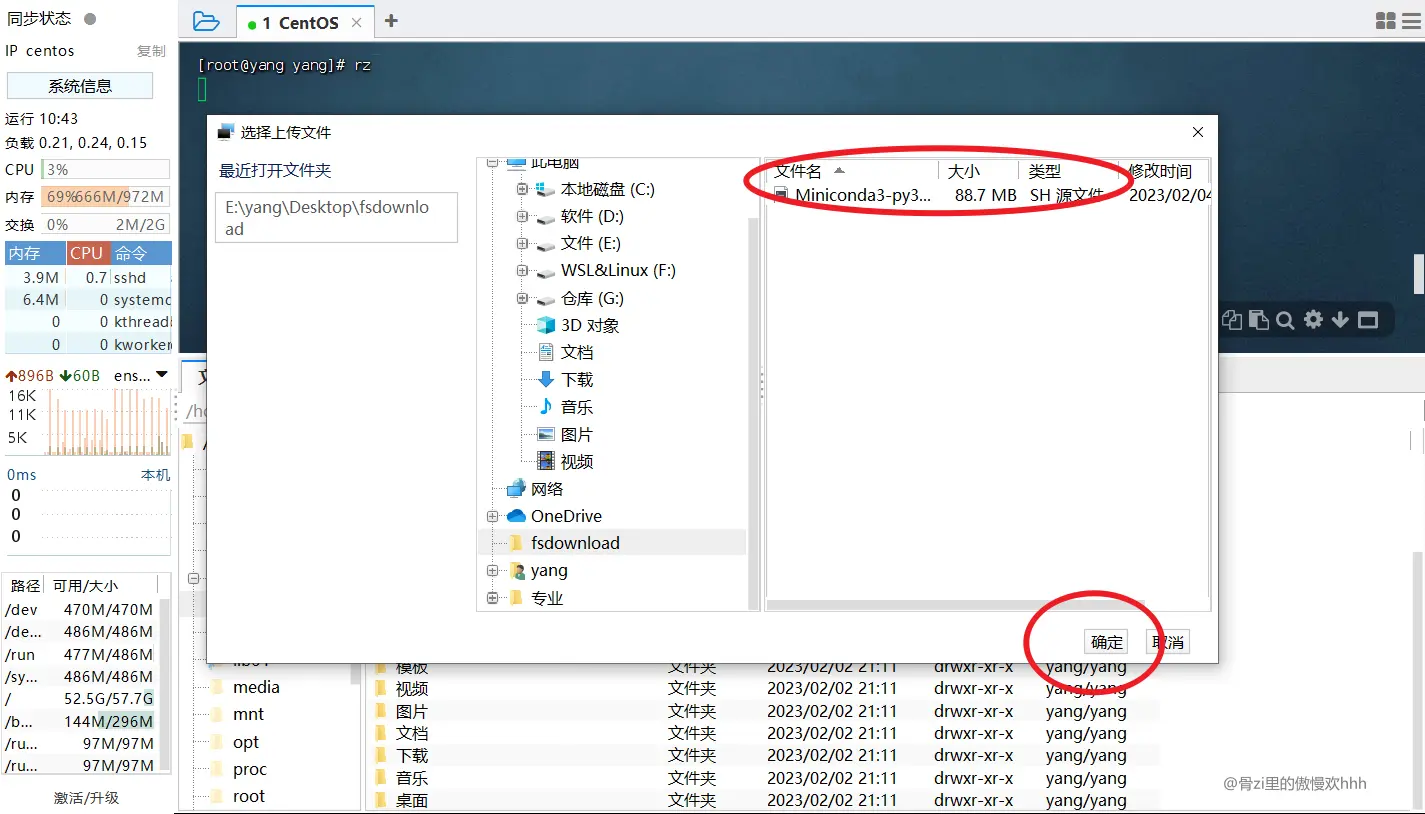 同步状态
IP centos 复制
系统信息
运行 10:43
负载 0.21, 0.24, 0.15
CPU 3%
内存 69% 666M/972M
交换 0% 2M/2G
内存 CPU 命令
3.9M 0.7 sshd
6.4M 0 systemd
0 0 kthread
0 0 kworker
896B 60B ens...
16K
11K
5K
0ms 本机
0
0
0
路径 可用/大小
/dev 470M/470M
/de... 486M/486M
/run 477M/486M
/sy... 486M/486M
/ 52.5G/57.7G
/b... 144M/296M
/ru... 97M/97M
/ru... 97M/97M
激活/升级
1 CentOS
[root@yang yang]# rz
选择上传文件
最近打开文件夹
E:\yang\Desktop\fsdownlo
ad
此电脑
本地磁盘 (C:)
软件 (D:)
文件 (E:)
WSL&Linux (F:)
仓库 (G:)
3D 对象
文档
下载
音乐
图片
视频
网络
OneDrive
fsdownload
yang
专业
文件名 大小 类型 修改时间
Miniconda3-py3... 88.7 MB SH 源文件 2023/02/04
确定 取消
/ho
/
lib64
media
mnt
opt
proc
root
模板 文件夹 2023/02/02 21:11 drwxr-xr-x yang/yang
视频 文件夹 2023/02/02 21:11 drwxr-xr-x yang/yang
图片 文件夹 2023/02/02 21:11 drwxr-xr-x yang/yang
文档 文件夹 2023/02/02 21:11 drwxr-xr-x yang/yang
下载 文件夹 2023/02/02 21:11 drwxr-xr-x yang/yang
音乐 文件夹 2023/02/02 21:11 drwxr-xr-x yang/yang
桌面 文件夹 2023/02/02 21:11 drwxr-xr-x yang/yang
@骨zi里的傲慢欢hhh